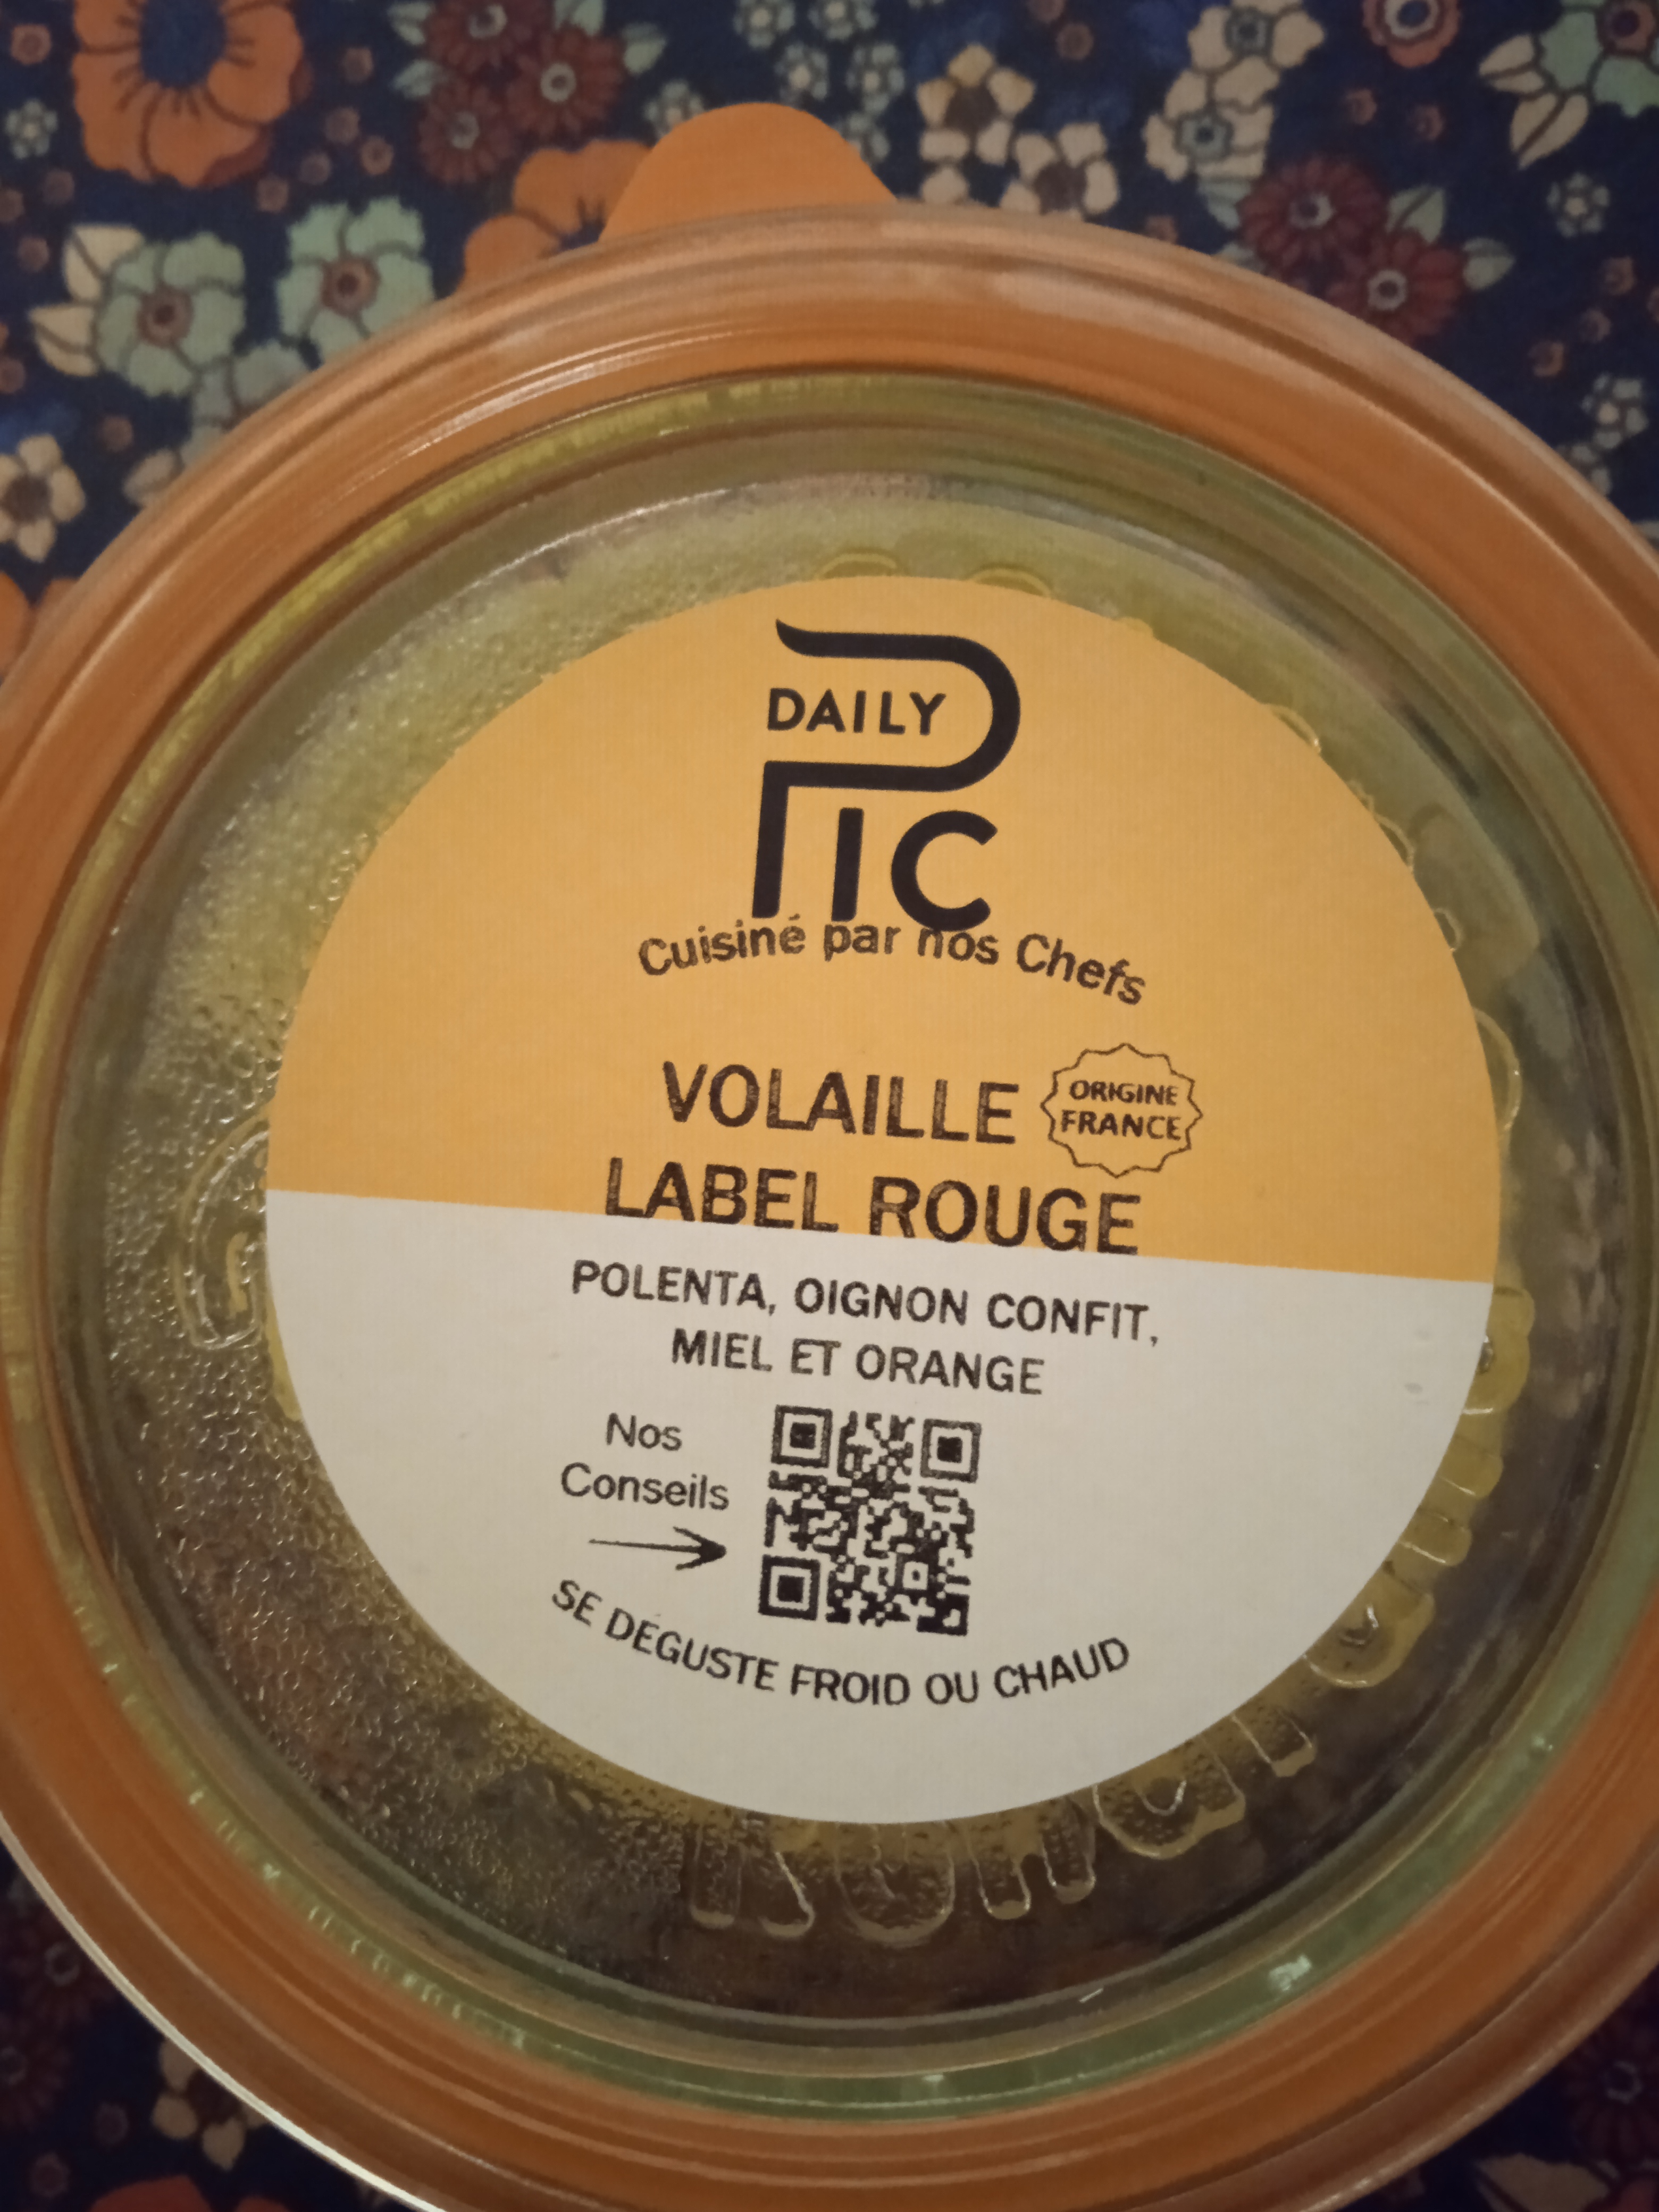 DAILY
PIC
Cuisiné par nos Chefs
VOLAILLE
ORIGINE
FRANCE
LABEL ROUGE
POLENTA, OIGNON CONFIT,
MIEL ET ORANGE
Nos
Conseils
SE DÉGUSTE FROID OU CHAUD